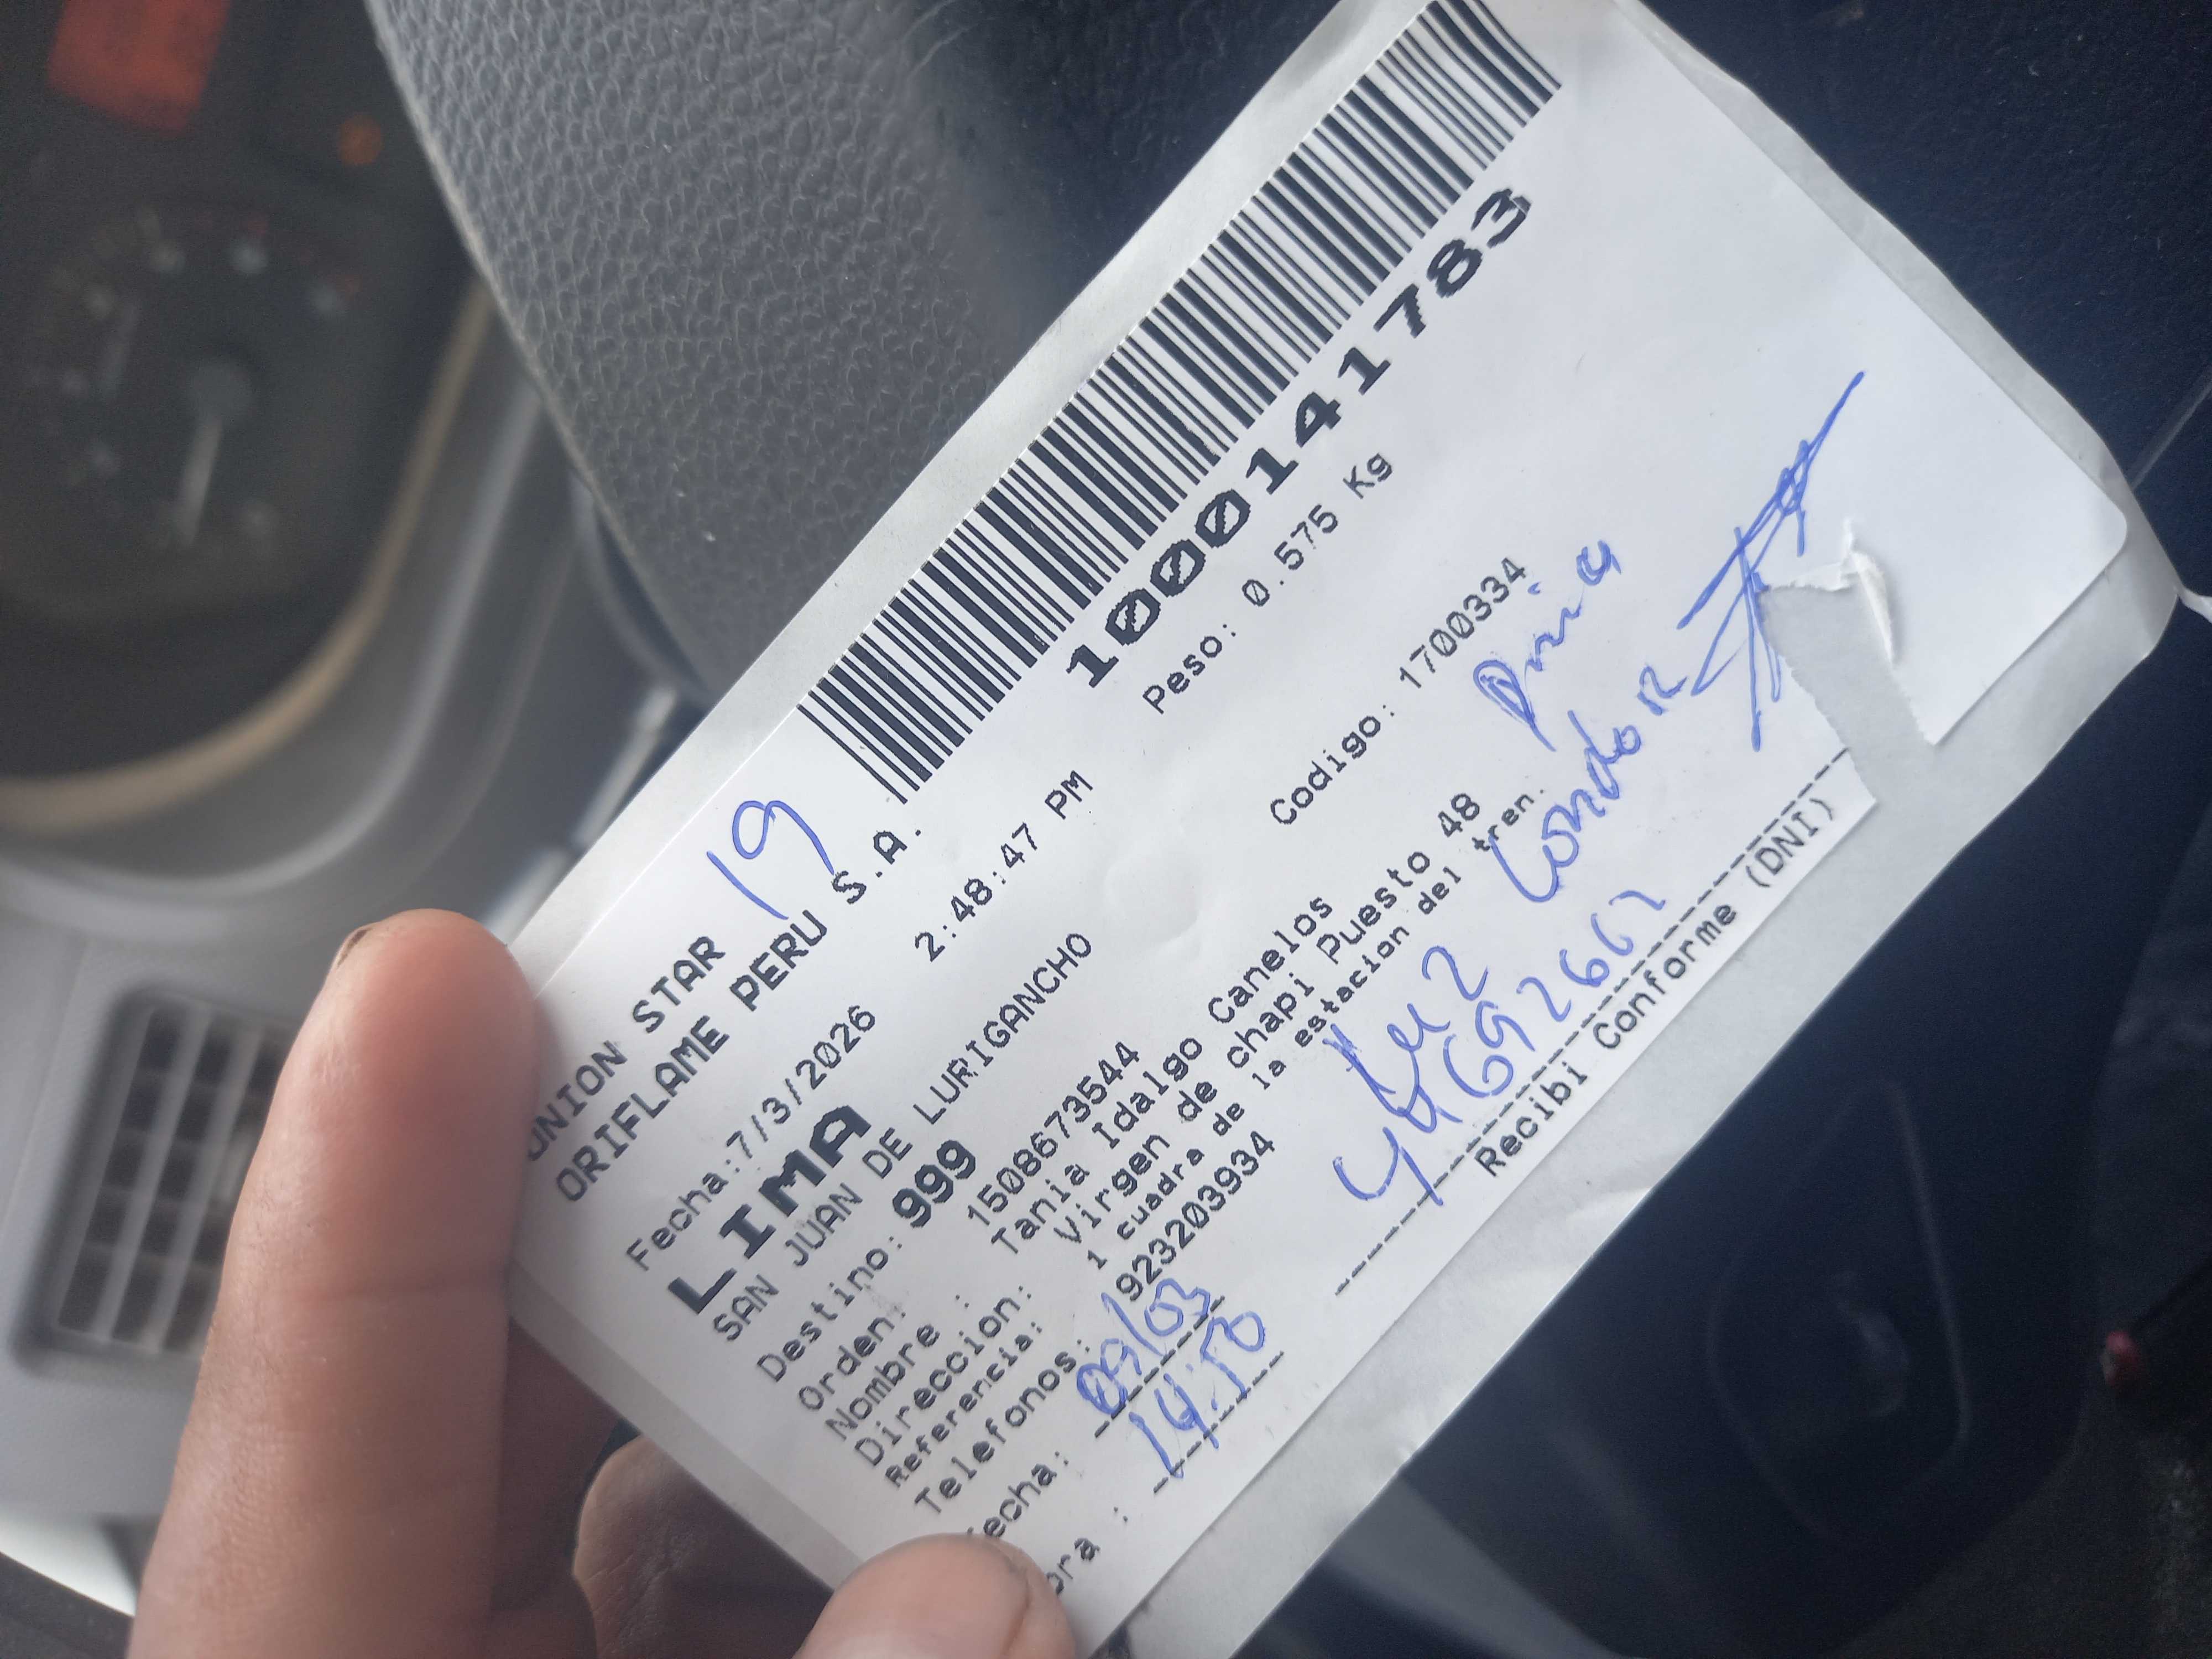 19
UNION STAR
ORIFLAME PERU S.A.
1000141783
Fecha:7/3/2026 2:48:47 PM
Peso: 0.575 Kg
LIMA
SAN JUAN DE LURIGANCHO
Destino: 999
Orden: 1508673544
Codigo: 1700334
Nombre : Tania Idalgo Canelos
Direccion: Virgen de chapi Puesto 48
Referencia: 1 cuadra de la estacion del tren.
Telefonos: 923203934
Luz
Condor
Fecha: 09/03
ora : 14:50
Recibi Conforme (DNI)